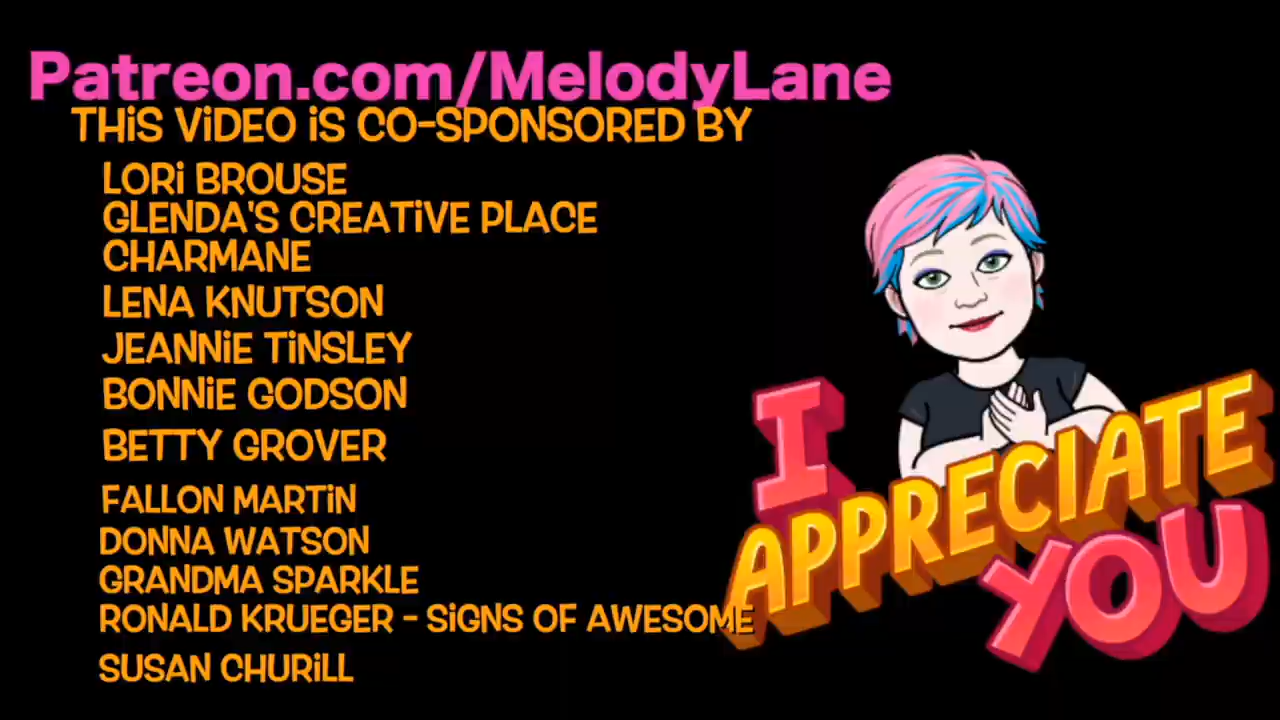 Patreon.com/MelodyLane
THiS ViDEO iS CO-SPONSORED BY
LORi BROUSE
GLENDA'S CREATiVE PLACE
CHARMANE
LENA KNUTSON
JEANNiE TiNSLEY
BONNiE GODSON
BETTY GROVER
FALLON MARTiN
DONNA WATSON
GRANDMA SPARKLE
RONALD KRUEGER - SiGNS OF AWESOME
SUSAN CHURiLL
I
APPRECIATE
YOU